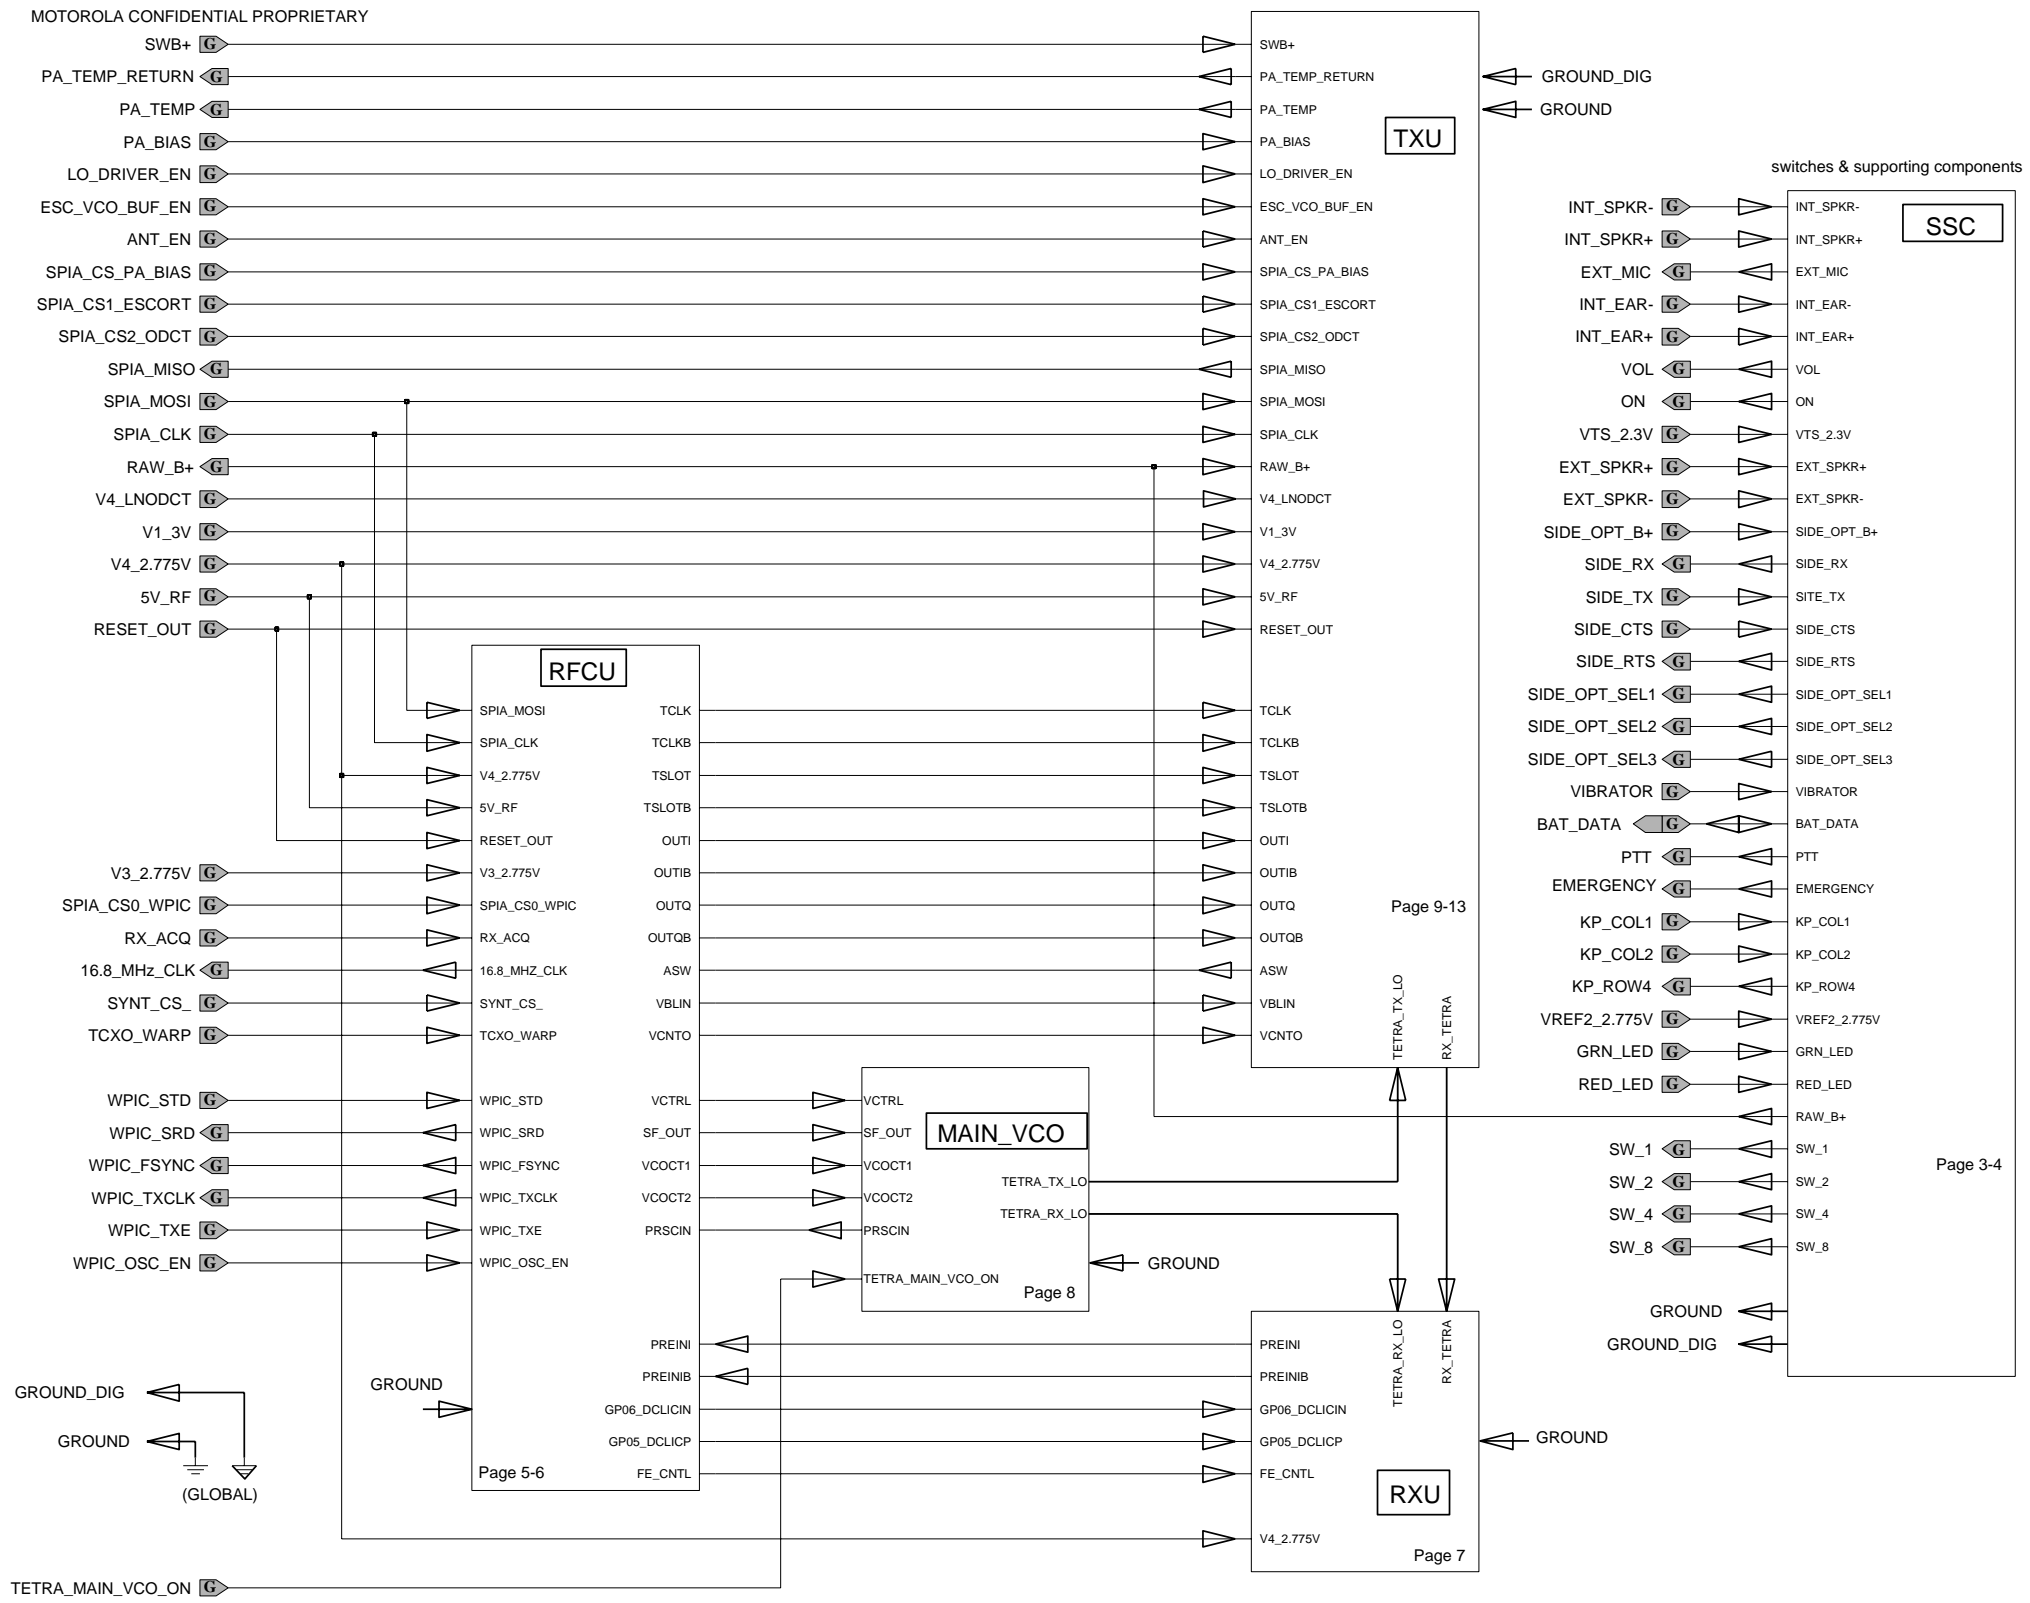 MOTOROLA CONFIDENTIAL PROPRIETARY
SWB+ G
PA_TEMP_RETURN G
PA_TEMP G
PA_BIAS G
LO_DRIVER_EN G
ESC_VCO_BUF_EN G
ANT_EN G
SPIA_CS_PA_BIAS G
SPIA_CS1_ESCORT G
SPIA_CS2_ODCT G
SPIA_MISO G
SPIA_MOSI G
SPIA_CLK G
RAW_B+ G
V4_LNODCT G
V1_3V G
V4_2.775V G
5V_RF G
RESET_OUT G
V3_2.775V G
SPIA_CS0_WPIC G
RX_ACQ G
16.8_MHz_CLK G
SYNT_CS_ G
TCXO_WARP G
WPIC_STD G
WPIC_SRD G
WPIC_FSYNC G
WPIC_TXCLK G
WPIC_TXE G
WPIC_OSC_EN G
GROUND_DIG
GROUND
(GLOBAL)
TETRA_MAIN_VCO_ON G
RFCU
SPIA_MOSI
SPIA_CLK
V4_2.775V
5V_RF
RESET_OUT
V3_2.775V
SPIA_CS0_WPIC
RX_ACQ
16.8_MHZ_CLK
SYNT_CS_
TCXO_WARP
WPIC_STD
WPIC_SRD
WPIC_FSYNC
WPIC_TXCLK
WPIC_TXE
WPIC_OSC_EN
GROUND
Page 5-6
TCLK
TCLKB
TSLOT
TSLOTB
OUTI
OUTIB
OUTQ
OUTQB
ASW
VBLIN
VCNTO
VCTRL
SF_OUT
VCOCT1
VCOCT2
PRSCIN
PREINI
PREINIB
GP06_DCLICIN
GP05_DCLICP
FE_CNTL
VCTRL
SF_OUT
VCOCT1
VCOCT2
PRSCIN
TETRA_MAIN_VCO_ON
MAIN_VCO
TETRA_TX_LO
TETRA_RX_LO
GROUND
Page 8
SWB+
PA_TEMP_RETURN
PA_TEMP
PA_BIAS
LO_DRIVER_EN
ESC_VCO_BUF_EN
ANT_EN
SPIA_CS_PA_BIAS
SPIA_CS1_ESCORT
SPIA_CS2_ODCT
SPIA_MISO
SPIA_MOSI
SPIA_CLK
RAW_B+
V4_LNODCT
V1_3V
V4_2.775V
5V_RF
RESET_OUT
TCLK
TCLKB
TSLOT
TSLOTB
OUTI
OUTIB
OUTQ
OUTQB
ASW
VBLIN
VCNTO
TXU
GROUND_DIG
GROUND
Page 9-13
TETRA_TX_LO
RX_TETRA
TETRA_RX_LO
RX_TETRA
PREINI
PREINIB
GP06_DCLICIN
GP05_DCLICP
FE_CNTL
V4_2.775V
GROUND
RXU
Page 7
switches & supporting components
SSC
INT_SPKR- G INT_SPKR-
INT_SPKR+ G INT_SPKR+
EXT_MIC G EXT_MIC
INT_EAR- G INT_EAR-
INT_EAR+ G INT_EAR+
VOL G VOL
ON G ON
VTS_2.3V G VTS_2.3V
EXT_SPKR+ G EXT_SPKR+
EXT_SPKR- G EXT_SPKR-
SIDE_OPT_B+ G SIDE_OPT_B+
SIDE_RX G SIDE_RX
SIDE_TX G SITE_TX
SIDE_CTS G SIDE_CTS
SIDE_RTS G SIDE_RTS
SIDE_OPT_SEL1 G SIDE_OPT_SEL1
SIDE_OPT_SEL2 G SIDE_OPT_SEL2
SIDE_OPT_SEL3 G SIDE_OPT_SEL3
VIBRATOR G VIBRATOR
BAT_DATA G BAT_DATA
PTT G PTT
EMERGENCY G EMERGENCY
KP_COL1 G KP_COL1
KP_COL2 G KP_COL2
KP_ROW4 G KP_ROW4
VREF2_2.775V G VREF2_2.775V
GRN_LED G GRN_LED
RED_LED G RED_LED
RAW_B+
SW_1 G SW_1
Page 3-4
SW_2 G SW_2
SW_4 G SW_4
SW_8 G SW_8
GROUND
GROUND_DIG